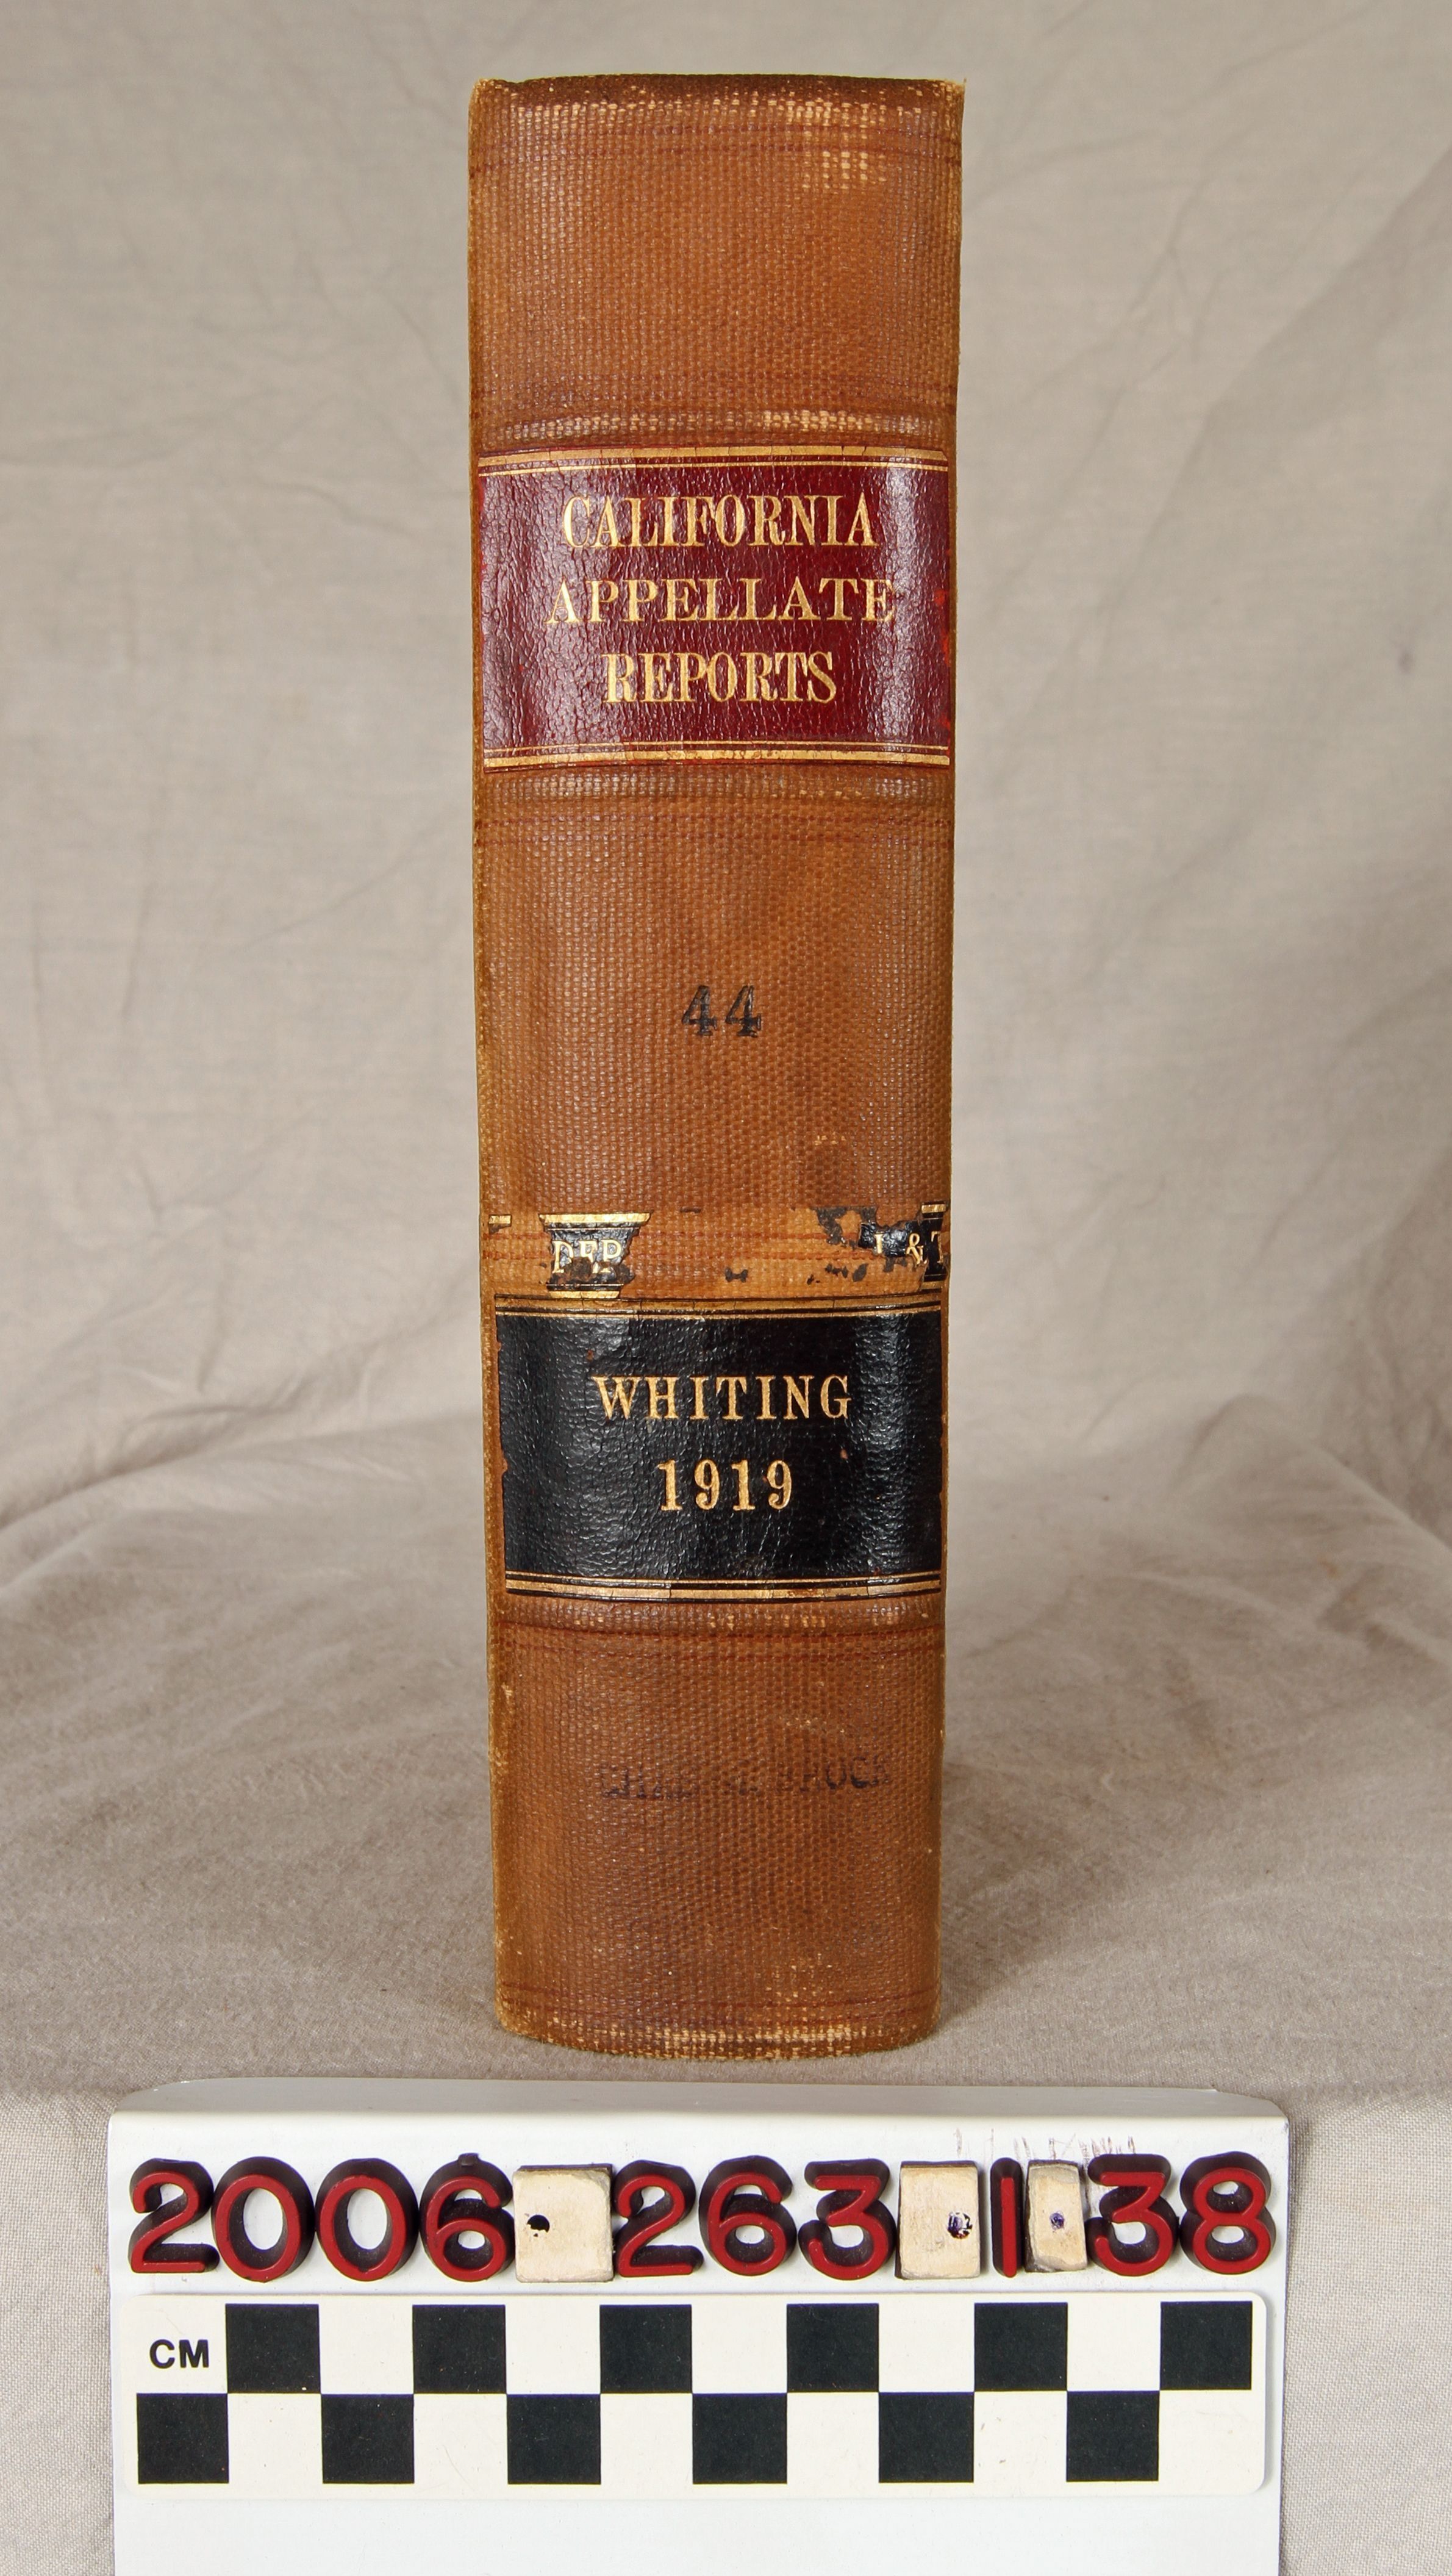 CALIFORNIA
APPELLATE
REPORTS
44
WHITING
1919
2006.263.1.38
CM